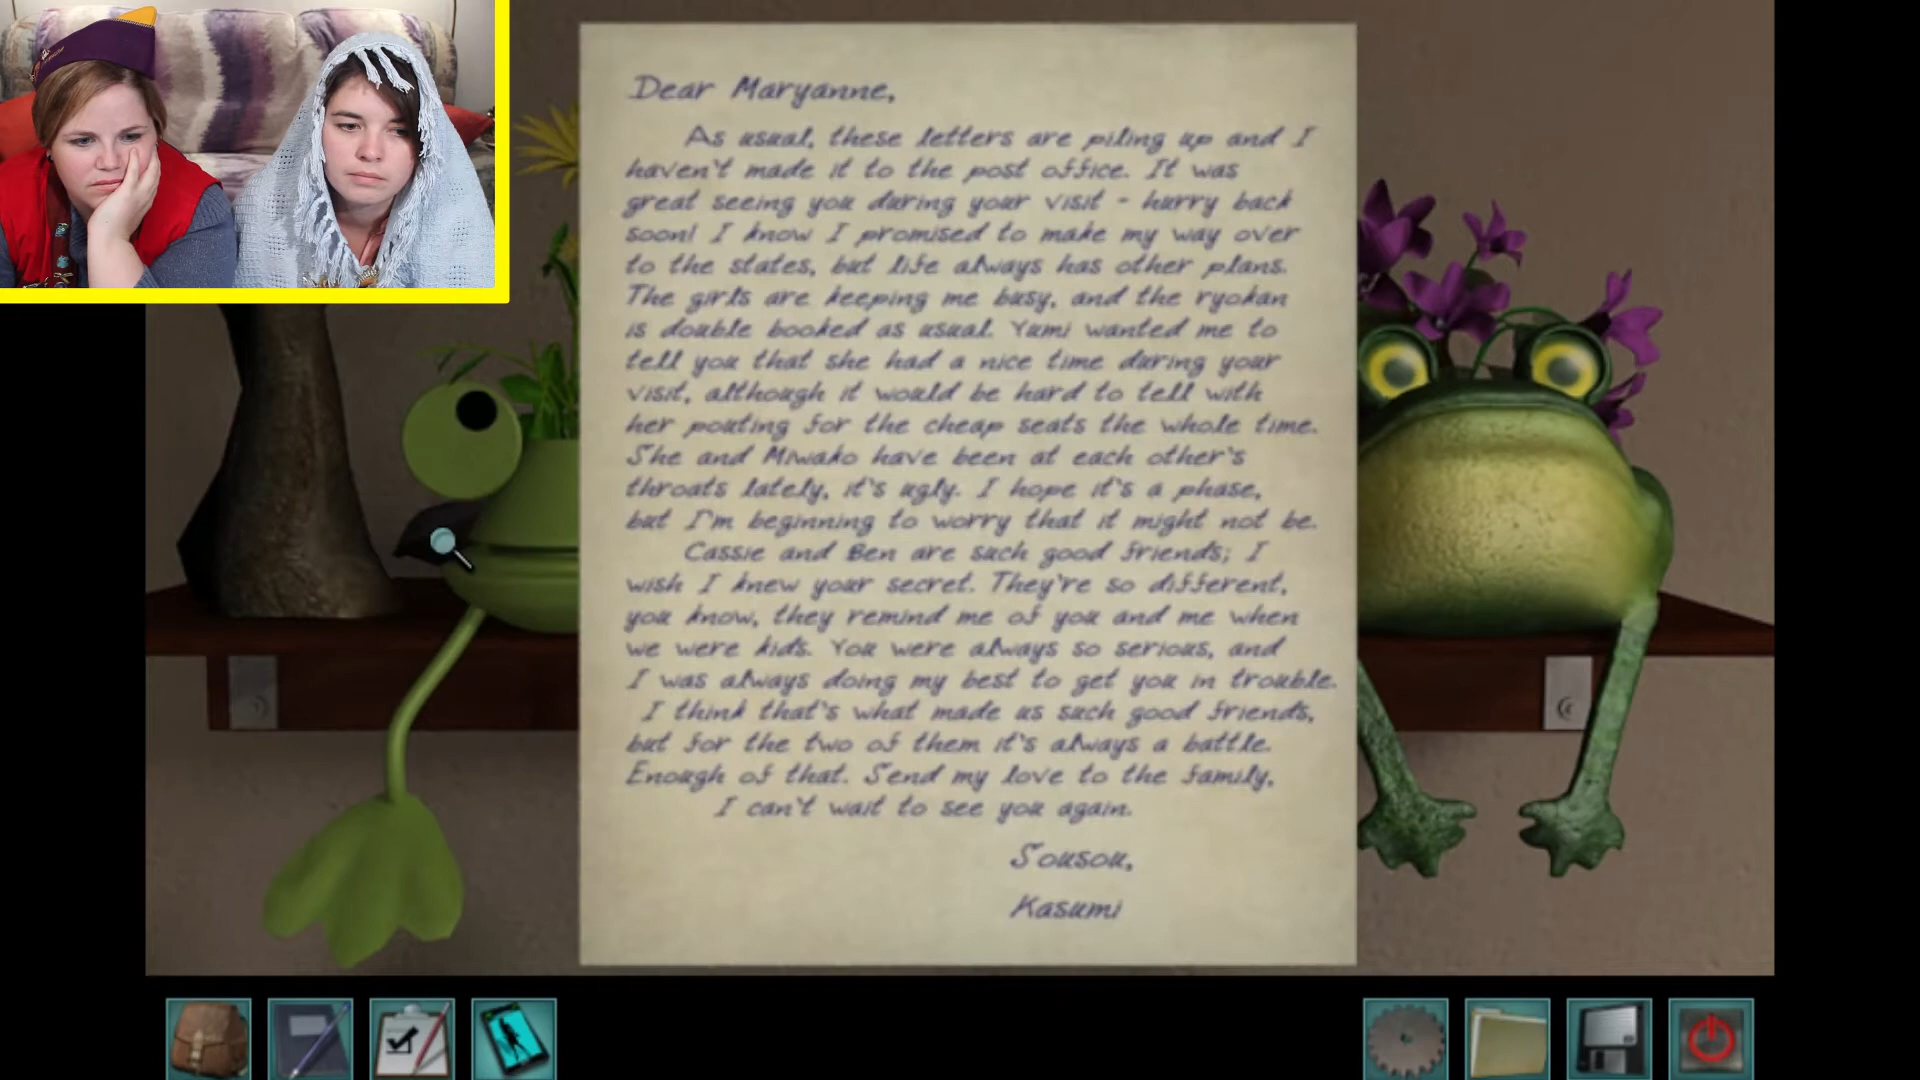 Dear Maryanne,
As usual, these letters are piling up and I
haven't made it to the post office. It was
great seeing you during your visit - hurry back
soon! I know I promised to make my way over
to the states, but life always has other plans.
The girls are keeping me busy, and the ryokan
is double booked as usual. Yumi wanted me to
tell you that she had a nice time during your
visit, although it would be hard to tell with
her pouting for the cheap seats the whole time.
She and Miwako have been at each other's
throats lately, it's ugly. I hope it's a phase,
but I'm beginning to worry that it might not be.
Cassie and Ben are such good friends; I
wish I knew your secret. They're so different,
you know, they remind me of you and me when
we were kids. You were always so serious, and
I was always doing my best to get you in trouble.
I think that's what made us such good friends,
but for the two of them it's always a battle.
Enough of that. Send my love to the family,
I can't wait to see you again.
Sousou,
Kasumi